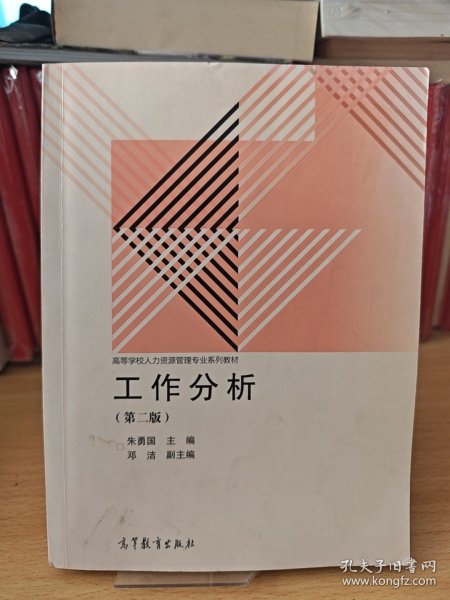 高等学校人力资源管理专业系列教材
工作分析
（第二版）
朱勇国 主 编
邓 洁 副主编
高等教育出版社
孔夫子旧书网
www.kongfz.com